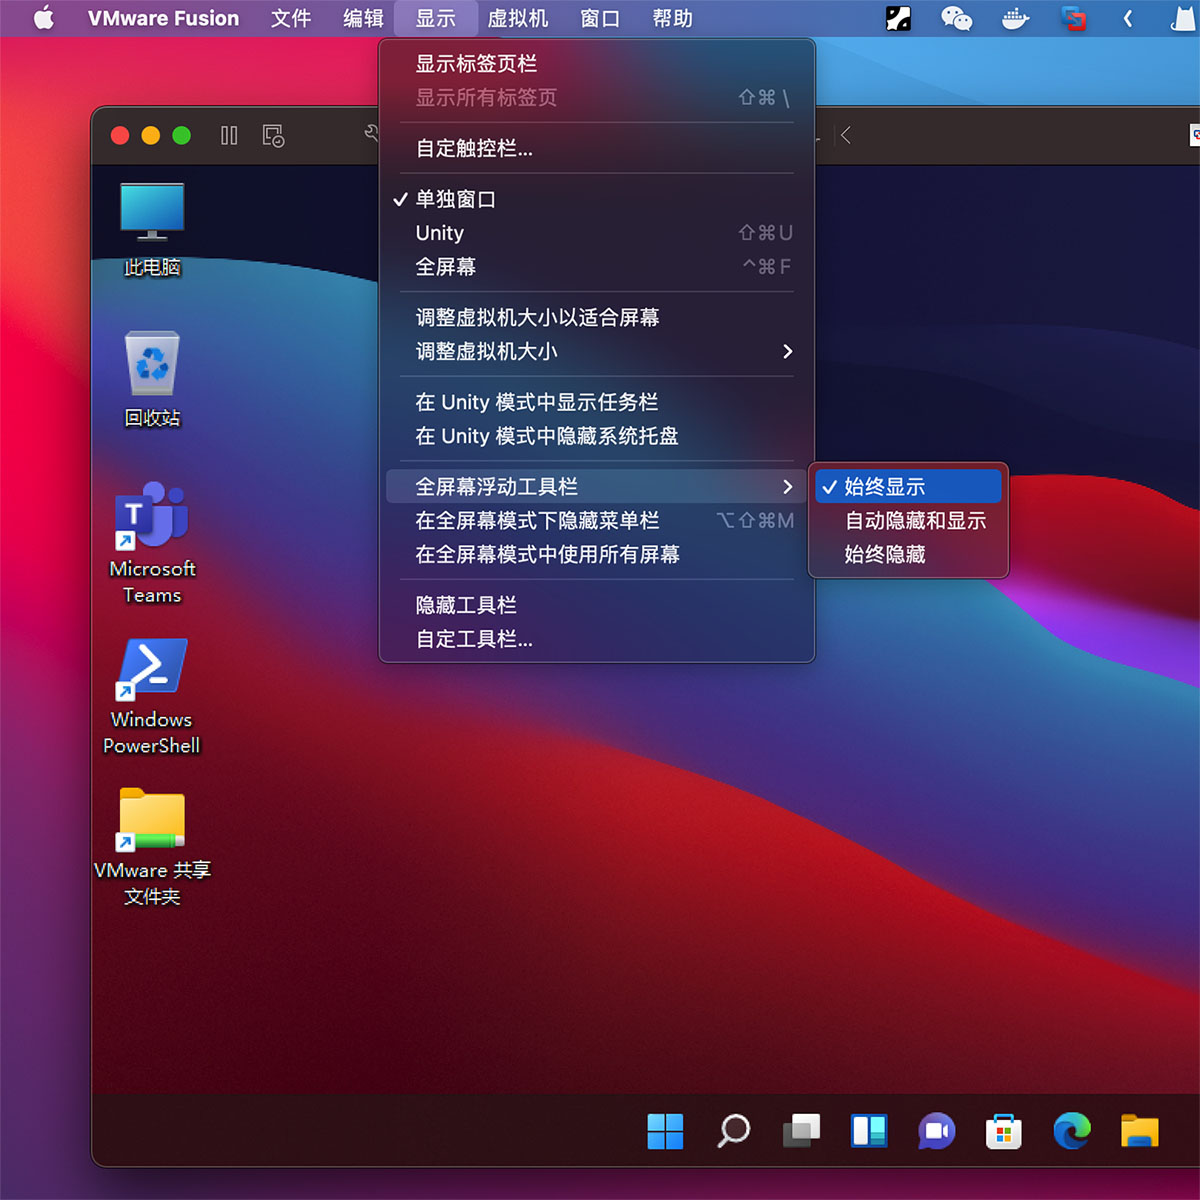 VMware Fusion 文件 编辑 显示 虚拟机 窗口 帮助
显示标签页栏
显示所有标签页 ⇧⌘\
自定触控栏...
✓ 单独窗口
Unity ⇧⌘U
全屏幕 ^⌘F
调整虚拟机大小以适合屏幕
调整虚拟机大小
在 Unity 模式中显示任务栏
在 Unity 模式中隐藏系统托盘
全屏幕浮动工具栏
在全屏幕模式下隐藏菜单栏 ⌥⇧⌘M
在全屏幕模式中使用所有屏幕
隐藏工具栏
自定工具栏...
✓ 始终显示
自动隐藏和显示
始终隐藏
此电脑
回收站
Microsoft
Teams
Windows
PowerShell
VMware 共享
文件夹